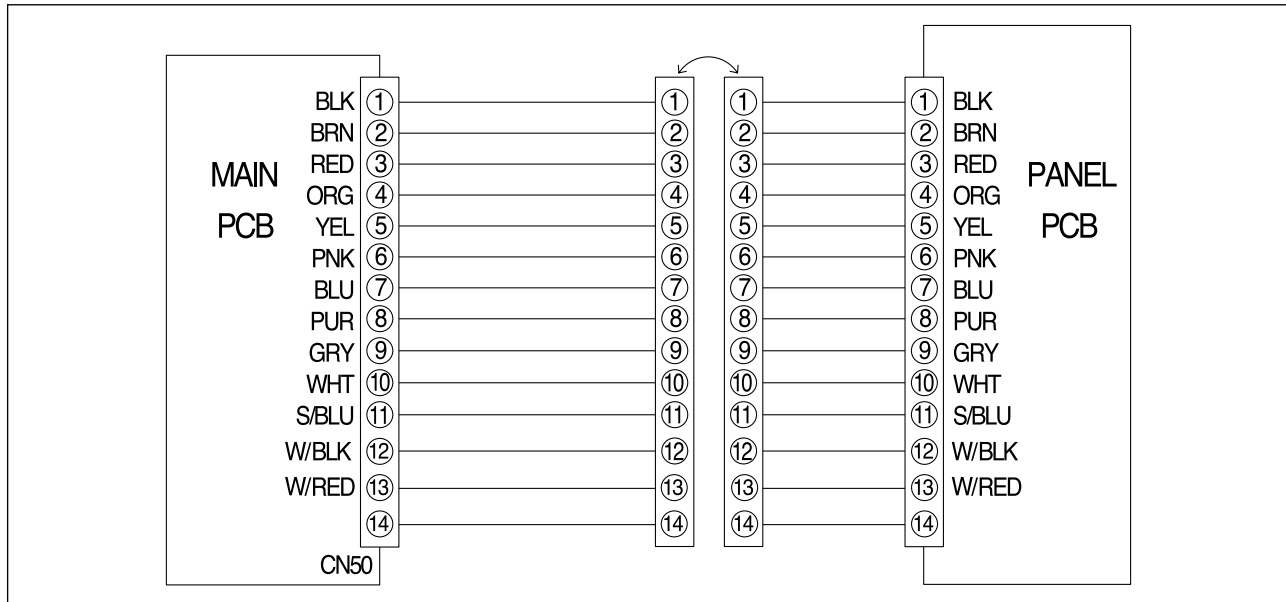 BLK ① ① ① ① BLK
BRN ② ② ② ② BRN
RED ③ ③ ③ ③ RED
MAIN PCB
PANEL PCB
ORG ④ ④ ④ ④ ORG
YEL ⑤ ⑤ ⑤ ⑤ YEL
PNK ⑥ ⑥ ⑥ ⑥ PNK
BLU ⑦ ⑦ ⑦ ⑦ BLU
PUR ⑧ ⑧ ⑧ ⑧ PUR
GRY ⑨ ⑨ ⑨ ⑨ GRY
WHT ⑩ ⑩ ⑩ ⑩ WHT
S/BLU ⑪ ⑪ ⑪ ⑪ S/BLU
W/BLK ⑫ ⑫ ⑫ ⑫ W/BLK
W/RED ⑬ ⑬ ⑬ ⑬ W/RED
⑭ ⑭ ⑭ ⑭
CN50